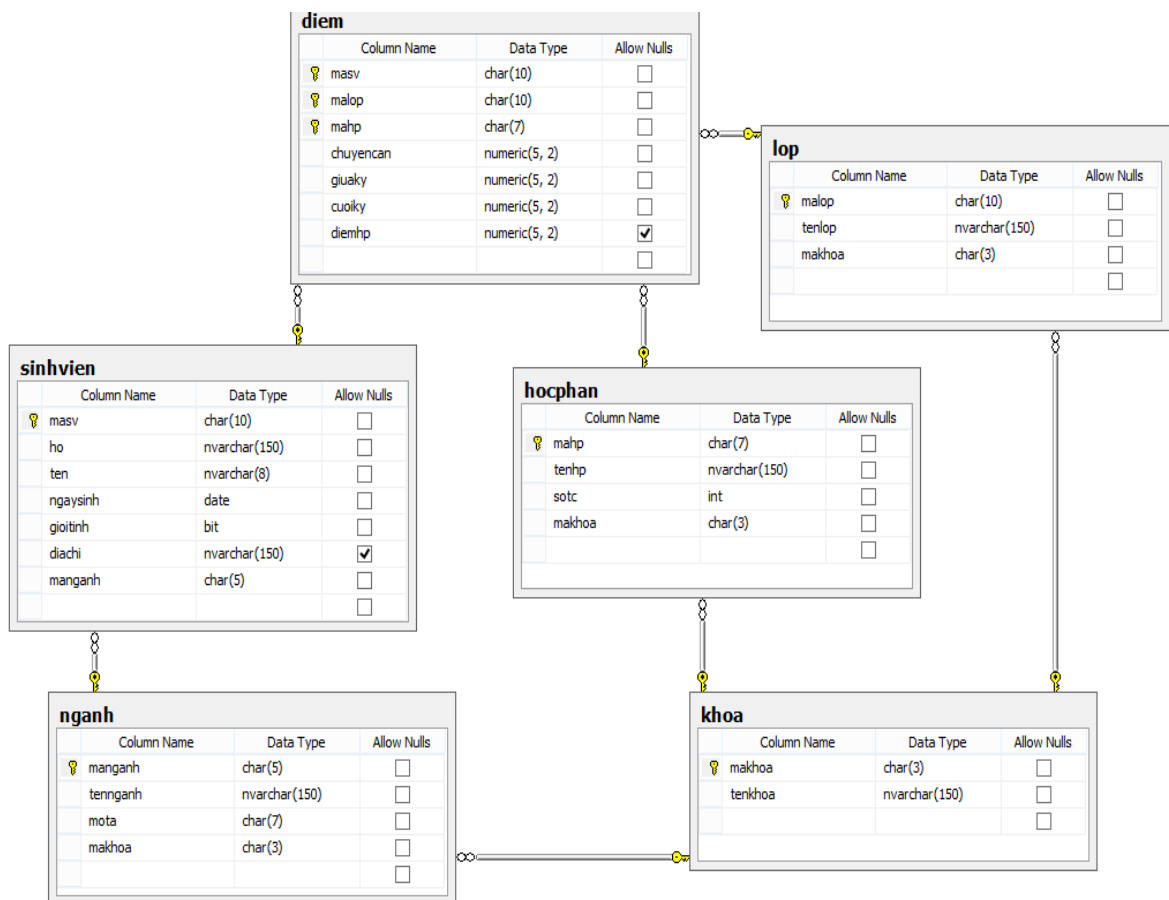 diem
Column Name Data Type Allow Nulls
masv char(10)
malop char(10)
mahp char(7)
chuyencan numeric(5, 2)
giuaky numeric(5, 2)
cuoiky numeric(5, 2)
diemhp numeric(5, 2)
lop
Column Name Data Type Allow Nulls
malop char(10)
tenlop nvarchar(150)
makhoa char(3)
sinhvien
Column Name Data Type Allow Nulls
masv char(10)
ho nvarchar(150)
ten nvarchar(8)
ngaysinh date
gioitinh bit
diachi nvarchar(150)
manganh char(5)
hocphan
Column Name Data Type Allow Nulls
mahp char(7)
tenhp nvarchar(150)
sotc int
makhoa char(3)
nganh
Column Name Data Type Allow Nulls
manganh char(5)
tennganh nvarchar(150)
mota char(7)
makhoa char(3)
khoa
Column Name Data Type Allow Nulls
makhoa char(3)
tenkhoa nvarchar(150)